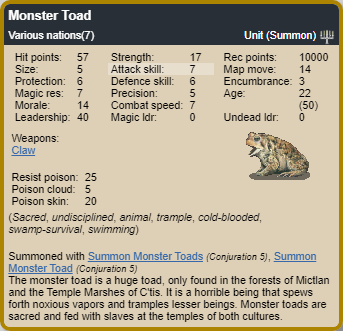 Monster Toad
Various nations(7) Unit (Summon)
Hit points: 57 Strength: 17 Rec points: 10000
Size: 5 Attack skill: 7 Map move: 14
Protection: 6 Defence skill: 6 Encumbrance: 3
Magic res: 7 Precision: 5 Age: 22
Morale: 14 Combat speed: 7 (50)
Leadership: 40 Magic ldr: 0 Undead ldr: 0
Weapons:
Claw
Resist poison: 25
Poison cloud: 5
Poison skin: 20
(Sacred, undisciplined, animal, trample, cold-blooded,
swamp-survival, swimming)
Summoned with Summon Monster Toads (Conjuration 5), Summon
Monster Toad (Conjuration 5)
The monster toad is a huge toad, only found in the forests of Mictlan
and the Temple Marshes of C'tis. It is a horrible being that spews
forth noxious vapors and tramples lesser beings. Monster toads are
sacred and fed with slaves at the temples of both cultures.